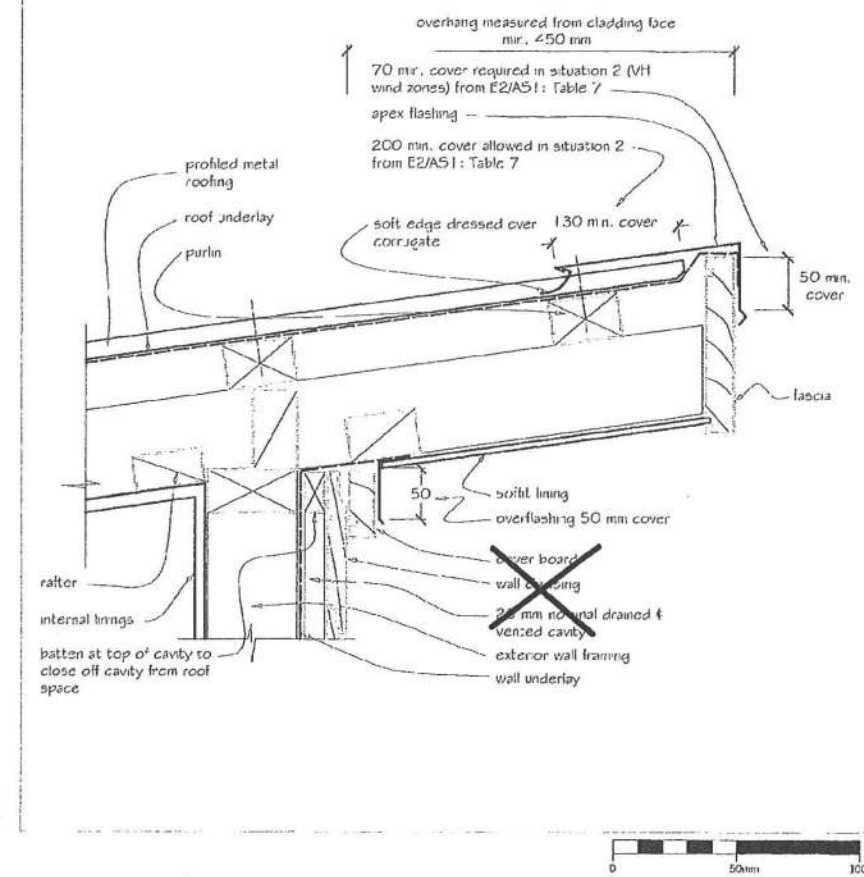 overhang measured from cladding face
min. 450 mm
70 min. cover required in situation 2 (VH
wind zones) from E2/AS1: Table 7
apex flashing
200 min. cover allowed in situation 2
from E2/AS1: Table 7
profiled metal
roofing
roof underlay
purlin
soft edge dressed over
corrugate
130 min. cover
50 min.
cover
fascia
50
soffit lining
overflashing 50 mm cover
cover board
wall cladding
20 mm nominal drained &
vented cavity
exterior wall framing
wall underlay
rafter
internal linings
batten at top of cavity to
close off cavity from roof
space
0
50mm
100